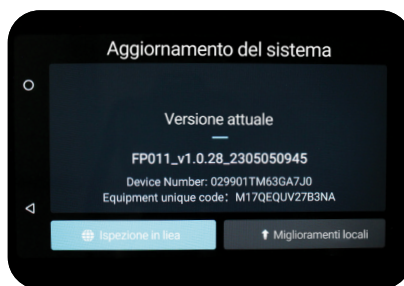 Aggiornamento del sistema
Versione attuale
FP011_v1.0.28_2305050945
Device Number: 029901TM63GA7J0
Equipment unique code: M17QEQUV27B3NA
Ispezione in liea
Miglioramenti locali